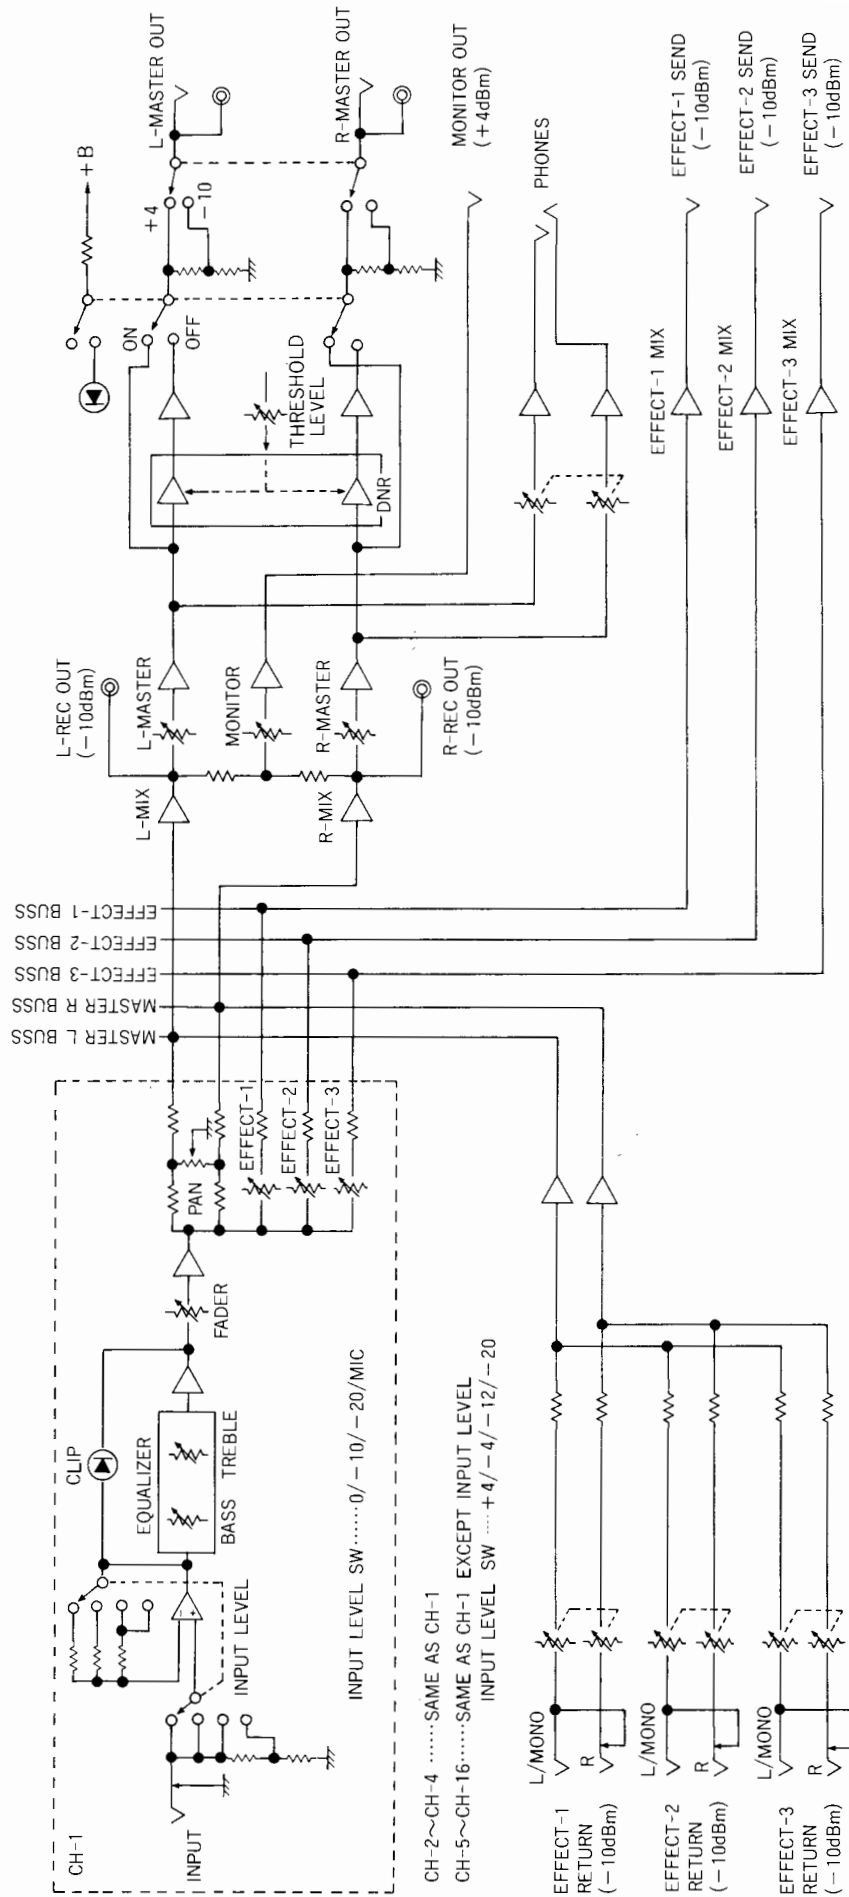 CH-1
INPUT
INPUT LEVEL
CLIP
EQUALIZER
BASS TREBLE
FADER
PAN
EFFECT-1
EFFECT-2
EFFECT-3
INPUT LEVEL SW ······0/−10/−20/MIC
CH-2~CH-4 ······SAME AS CH-1
CH-5~CH-16 ······SAME AS CH-1 EXCEPT INPUT LEVEL
INPUT LEVEL SW ····+4/−4/−12/−20
MASTER L BUSS
MASTER R BUSS
EFFECT-3 BUSS
EFFECT-2 BUSS
EFFECT-1 BUSS
L-MIX
R-MIX
L-REC OUT
(−10dBm)
L-MASTER
MONITOR
R-MASTER
R-REC OUT
(−10dBm)
DNR
THRESHOLD
LEVEL
ON
OFF
+B
+4
−10
L-MASTER OUT
R-MASTER OUT
MONITOR OUT
(+4dBm)
PHONES
EFFECT-1 MIX
EFFECT-2 MIX
EFFECT-3 MIX
EFFECT-1 SEND
(−10dBm)
EFFECT-2 SEND
(−10dBm)
EFFECT-3 SEND
(−10dBm)
EFFECT-1
RETURN
(−10dBm)
L/MONO
R
EFFECT-2
RETURN
(−10dBm)
L/MONO
R
EFFECT-3
RETURN
(−10dBm)
L/MONO
R